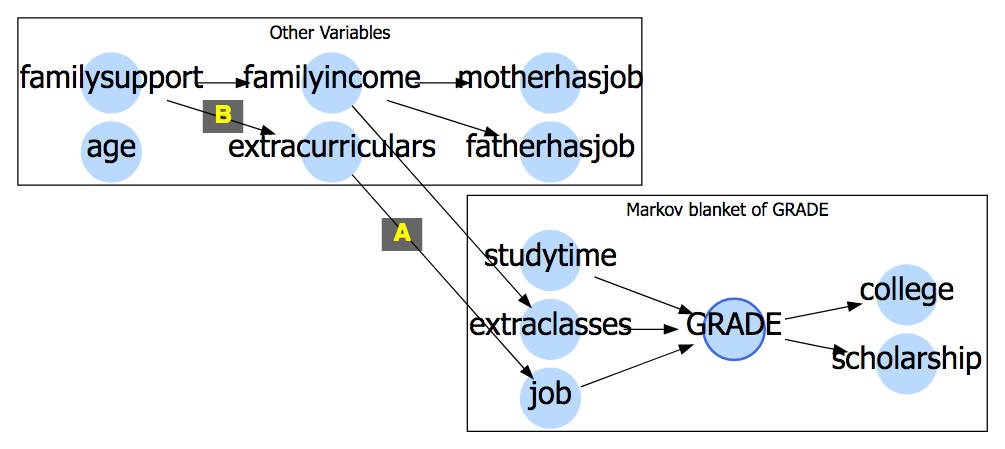 Other Variables
familysupport
familyincome
motherhasjob
B
age
extracurriculars
fatherhasjob
Markov blanket of GRADE
A
studytime
college
extraclasses
GRADE
scholarship
job